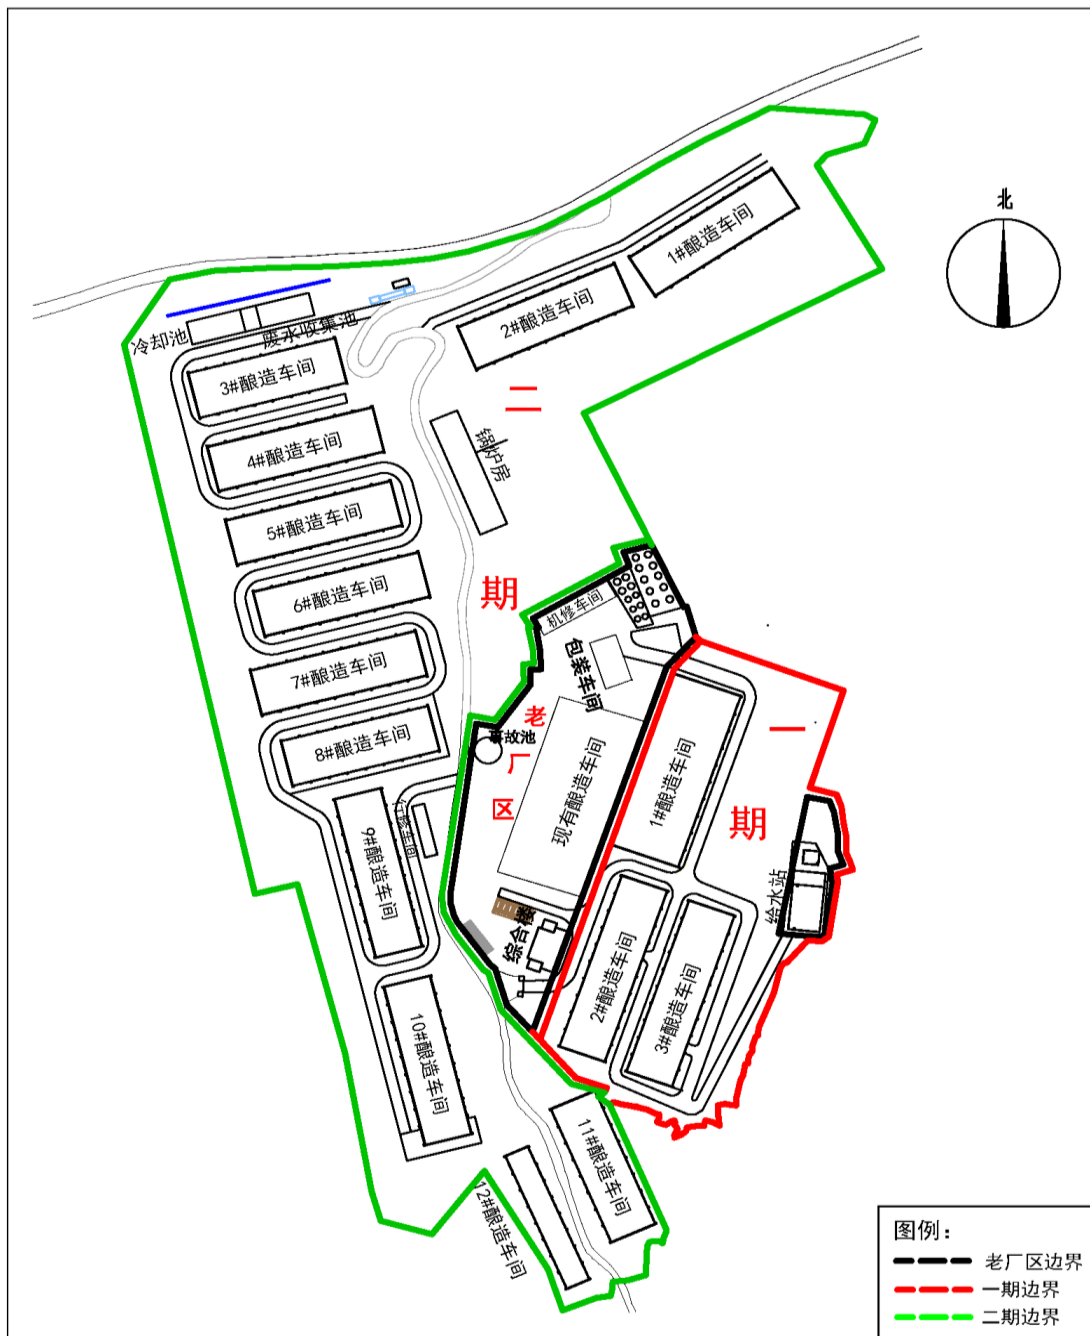 北
1#酿造车间
2#酿造车间
冷却池
废水收集池
3#酿造车间
二
4#酿造车间
锅炉房
5#酿造车间
期
6#酿造车间
机修车间
包装车间
7#酿造车间
老
厂
区
事故池
8#酿造车间
一
期
现有酿造车间
1#酿造车间
9#酿造车间
给水站
综合楼
2#酿造车间
3#酿造车间
10#酿造车间
11#酿造车间
12#酿造车间
图例：
老厂区边界
一期边界
二期边界